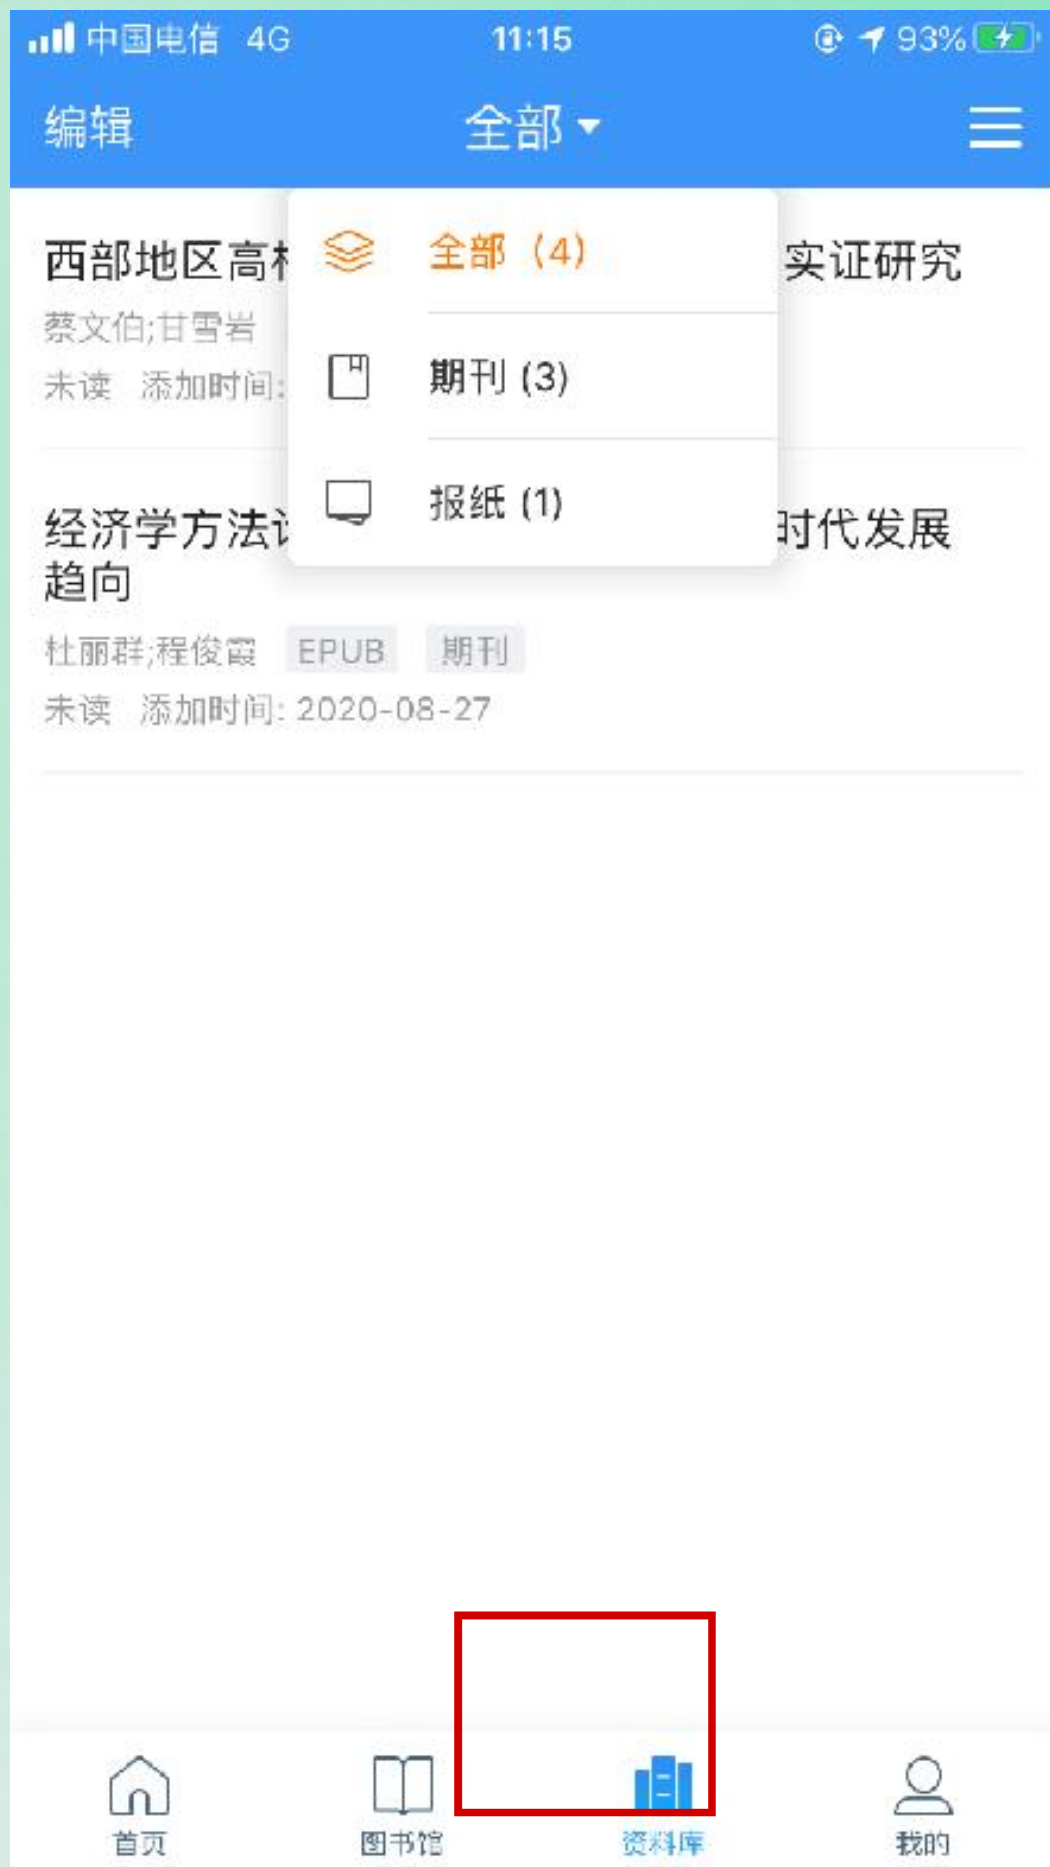 中国电信 4G 11:15 93%
编辑 全部
全部（4）
期刊 (3)
报纸 (1)
西部地区高 实证研究
蔡文伯;甘雪岩
未读 添加时间:
经济学方法 时代发展
趋向
杜丽群;程俊霞 EPUB 期刊
未读 添加时间: 2020-08-27
首页 图书馆 资料库 我的